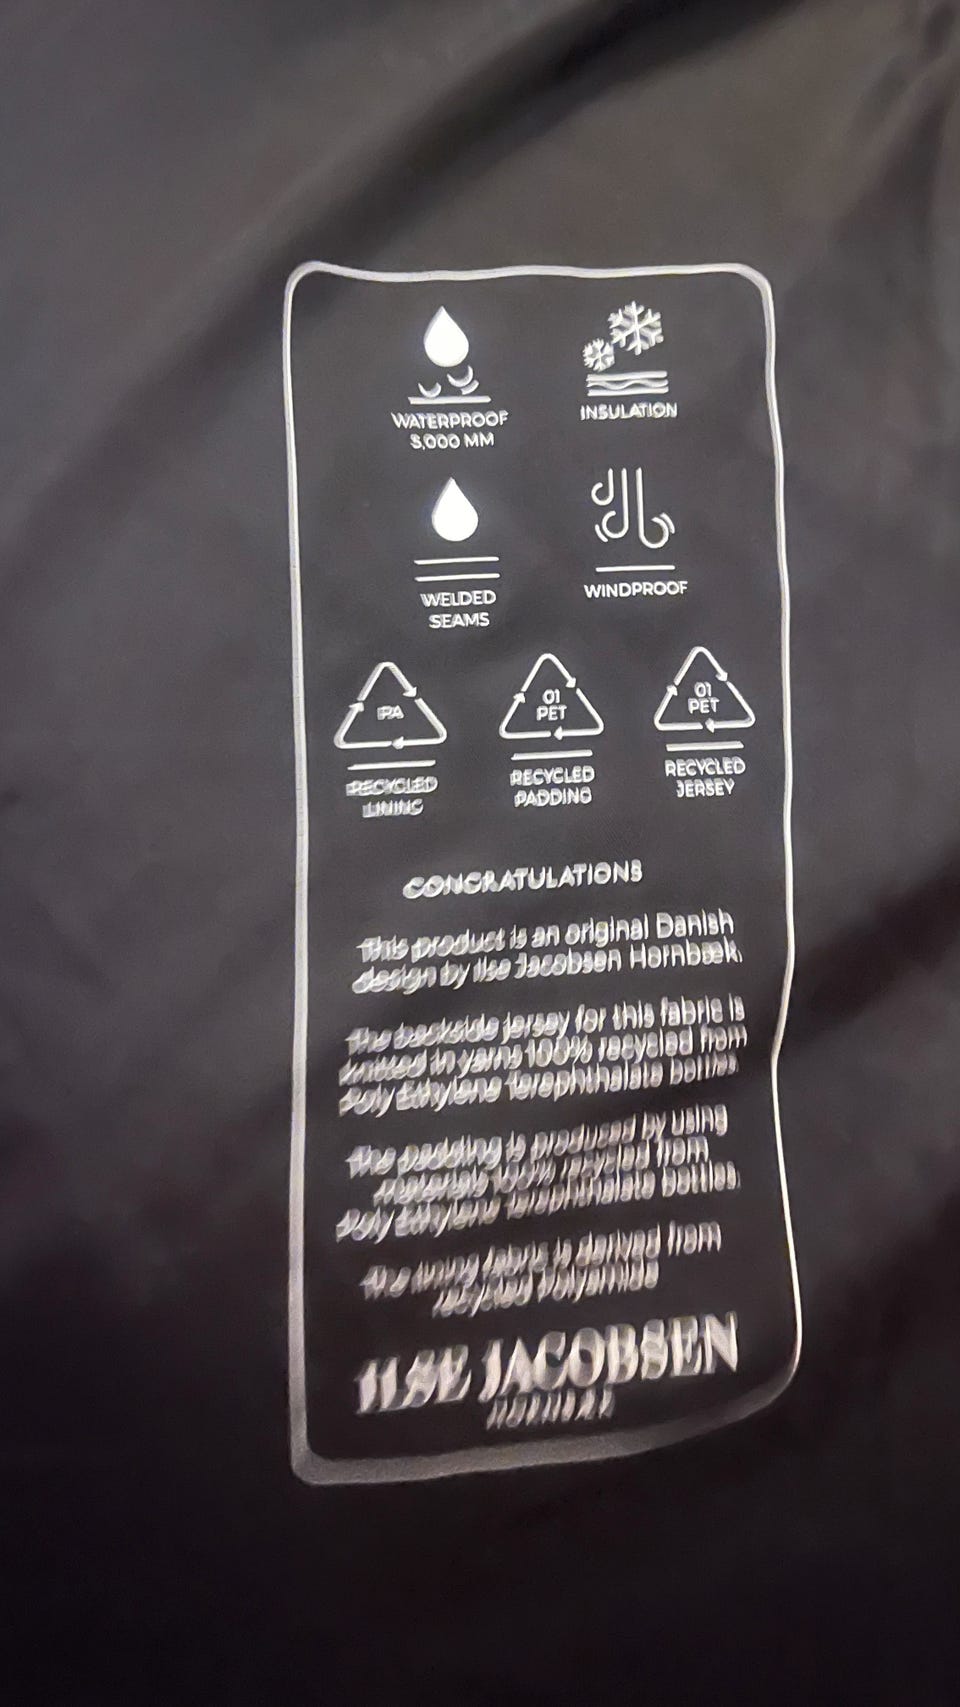 WATERPROOF
INSULATION
8,000 MM
WELDED
SEAMS
WINDPROOF
PA
01
PET
01
PET
RECYCLED
LINING
RECYCLED
PADDING
RECYCLED
JERSEY
CONGRATULATIONS
This product is an original Danish
design by Ilse Jacobsen Hornbæk.
The backside jersey for this fabric is
knitted in yarns 100% recycled from
Poly Ethylene Terephthalate bottles
The padding is produced by using
materials 100% recycled from
Poly Ethylene Terephthalate bottles
The lining fabric is derived from
recycled Polyamide
ILSE JACOBSEN
HORNBÆK